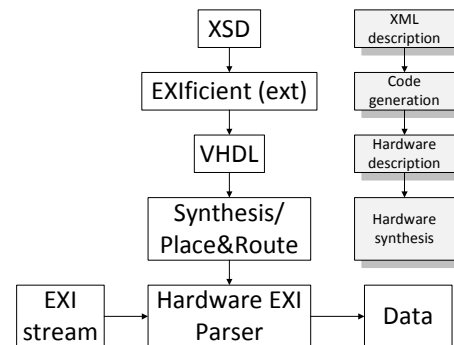 XSD
EXIficient (ext)
VHDL
Synthesis/
Place&Route
EXI
stream
Hardware EXI
Parser
Data
XML
description
Code
generation
Hardware
description
Hardware
synthesis